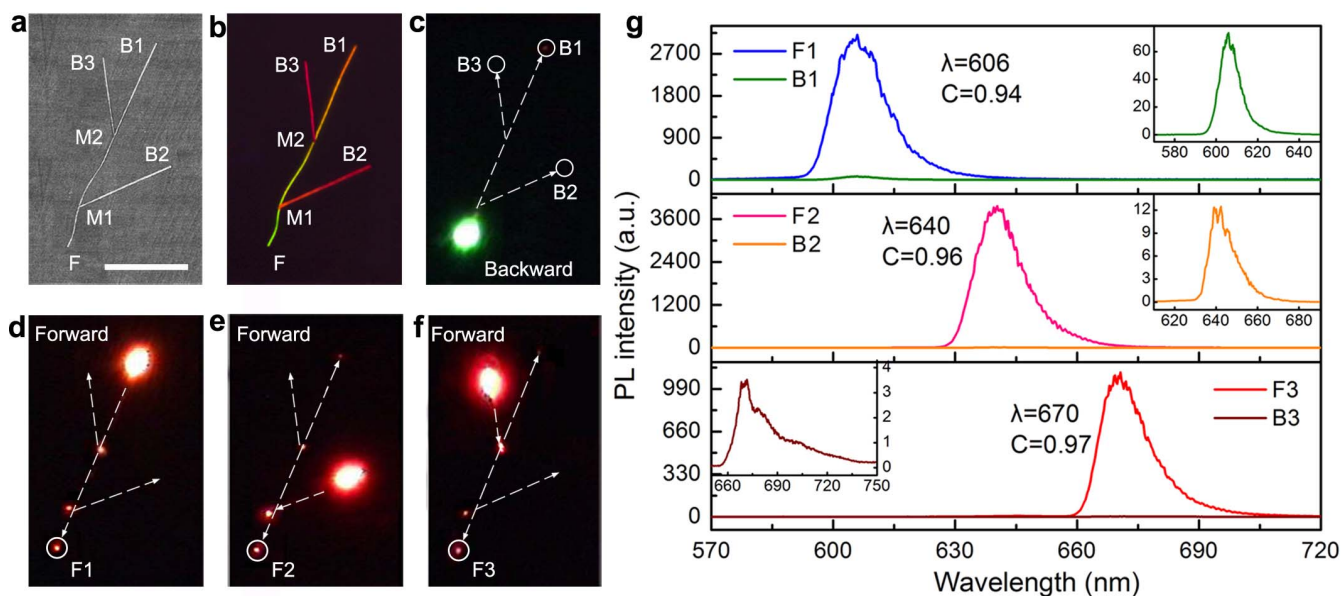 a
B1
B3
M2
B2
M1
F
b
B1
B3
M2
B2
M1
F
c
B1
B3
B2
Backward
d
Forward
F1
e
Forward
F2
f
Forward
F3
g
PL intensity (a.u.)
2700
1800
900
0
F1
B1
λ=606
C=0.94
60
40
20
0
580 600 620 640
3600
2400
1200
0
F2
B2
λ=640
C=0.96
12
9
6
3
0
620 640 660 680
990
660
330
0
4
3
2
1
0
660 690 720 750
λ=670
C=0.97
F3
B3
570 600 630 660 690 720
Wavelength (nm)